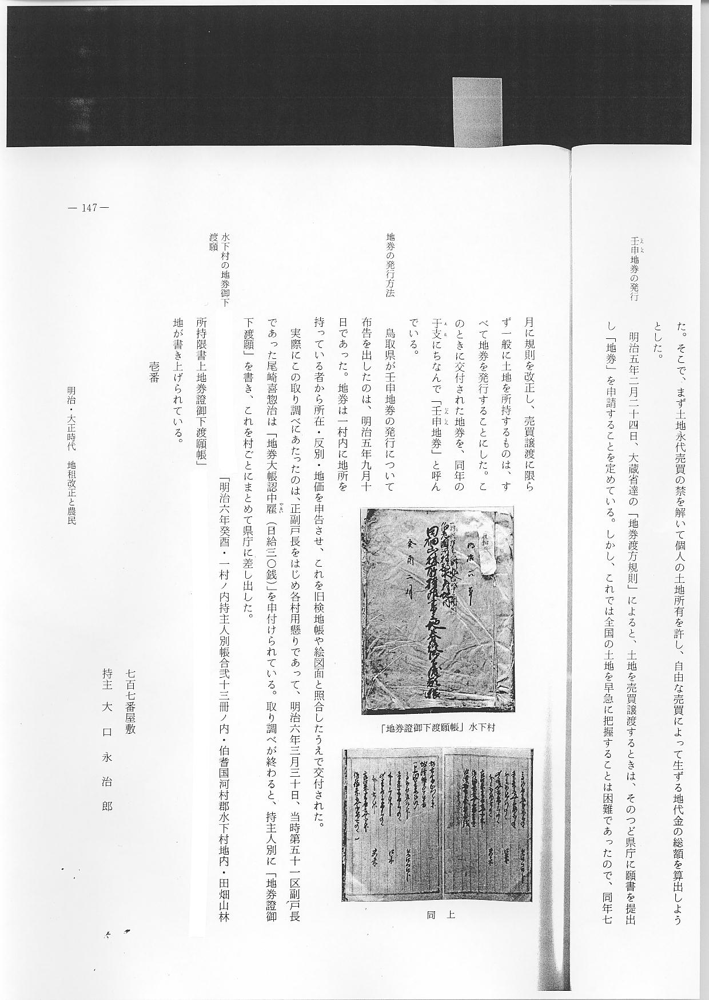 た。そこで、まず土地永代売買の禁を解いて個人の土地所有を許し、自由な売買によって生ずる地代金の総額を算出しよう
とした。
壬申地券の発行
じん しん
明治五年二月二十四日、大蔵省達の「地券渡方規則」によると、土地を売買譲渡するときは、そのつど県庁に願書を提出
し「地券」を申請することを定めている。しかし、これでは全国の土地を早急に把握することは困難であったので、同年七
月に規則を改正し、売買譲渡に限ら
ず一般に土地を所持するものは、す
べて地券を発行することにした。こ
のときに交付された地券を、同年の
干支にちなんで「壬申地券」と呼ん
え と
じんしん
でいる。
地券の発行方法
鳥取県が壬申地券の発行について
布告を出したのは、明治五年九月十
日であった。地券は一村内に地所を
持っている者から所在・反別・地価を申告させ、これを旧検地帳や絵図面と照合したうえで交付された。
実際にこの取り調べにあたったのは、正副戸長をはじめ各村用懸りであって、明治六年三月三十日、当時第五十一区副戸長
であった尾崎喜惣治は「地券大帳認中雇（日給三〇銭）」を申付けられている。取り調べが終わると、持主人別に「地券證御
やとい
下渡願」を書き、これを村ごとにまとめて県庁に差し出した。
水下村の地券御下
渡願
「明治六年癸酉・一村ノ内持主人別帳合弐十三冊ノ内・伯耆国河村郡水下村地内・田畑山林
所持限書上地券證御下渡願帳」
地が書き上げられている。
壱番
七百七番屋敷
持主 大口永治郎
明治六年
癸酉二月
「地券證御下渡願帳」水下村
同上
明治・大正時代 地租改正と農民
— 147 —